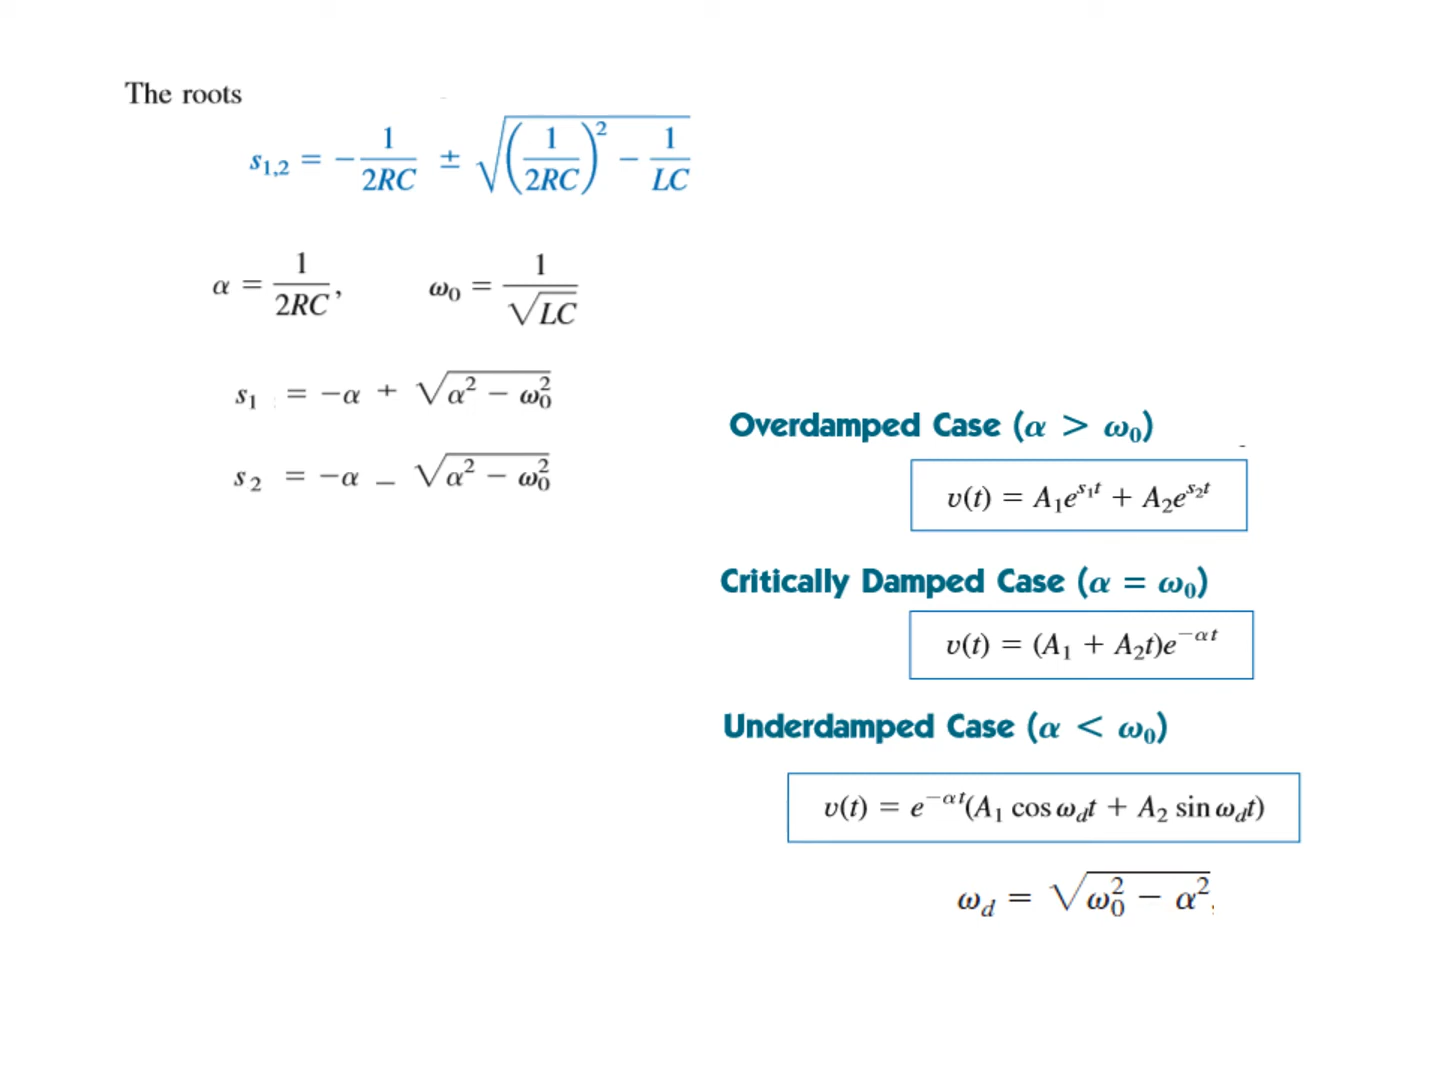 The roots
s1,2 = − 1/2RC ± √((1/2RC)² − 1/LC)
α = 1/2RC, ω0 = 1/√LC
s1 = −α + √(α² − ω0²)
s2 = −α − √(α² − ω0²)
Overdamped Case (α > ω0)
v(t) = A1e^(s1t) + A2e^(s2t)
Critically Damped Case (α = ω0)
v(t) = (A1 + A2t)e^(−αt)
Underdamped Case (α < ω0)
v(t) = e^(−αt)(A1 cos ωdt + A2 sin ωdt)
ωd = √(ω0² − α²)